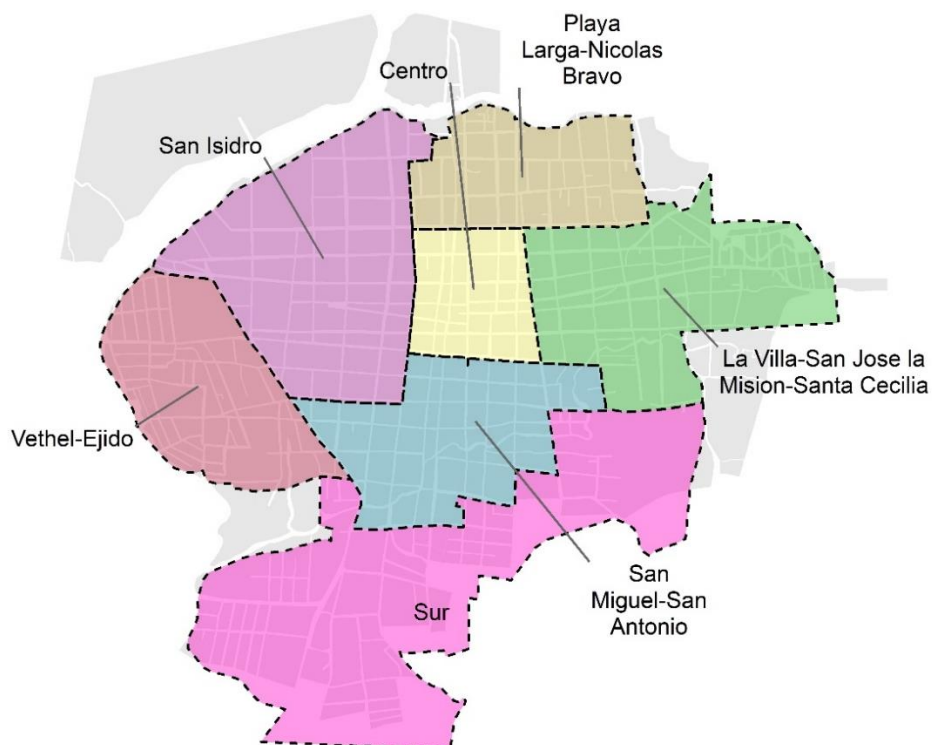 Playa
Larga-Nicolas
Bravo
Centro
San Isidro
La Villa-San Jose la
Mision-Santa Cecilia
Vethel-Ejido
San
Miguel-San
Antonio
Sur